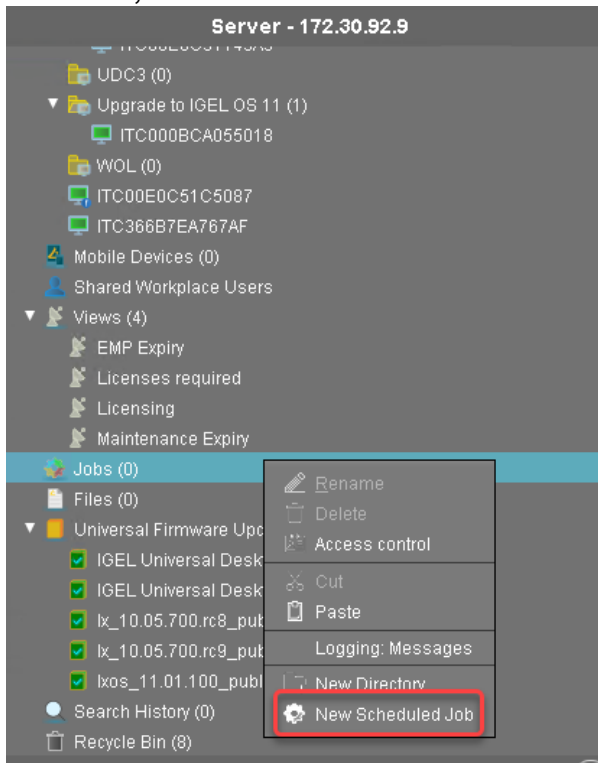 Server - 172.30.92.9
UDC3 (0)
Upgrade to IGEL OS 11 (1)
ITC000BCA055018
WOL (0)
ITC00E0C51C5087
ITC366B7EA767AF
Mobile Devices (0)
Shared Workplace Users
Views (4)
EMP Expiry
Licenses required
Licensing
Maintenance Expiry
Jobs (0)
Files (0)
Universal Firmware Upd
IGEL Universal Desk
IGEL Universal Desk
lx_10.05.700.rc8_pub
lx_10.05.700.rc9_pub
lxos_11.01.100_publ
Search History (0)
Recycle Bin (8)
Rename
Delete
Access control
Cut
Paste
Logging: Messages
New Directory
New Scheduled Job